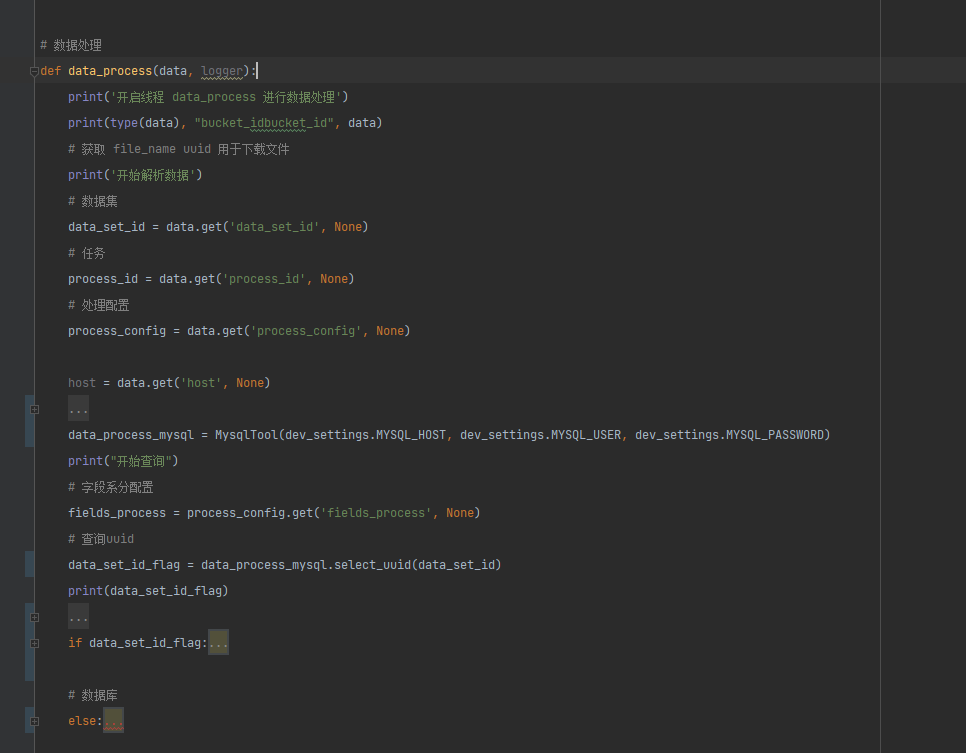 # 数据处理
def data_process(data, logger):
print('开启线程 data_process 进行数据处理')
print(type(data), "bucket_idbucket_id", data)
# 获取 file_name uuid 用于下载文件
print('开始解析数据')
# 数据集
data_set_id = data.get('data_set_id', None)
# 任务
process_id = data.get('process_id', None)
# 处理配置
process_config = data.get('process_config', None)
host = data.get('host', None)
...
data_process_mysql = MysqlTool(dev_settings.MYSQL_HOST, dev_settings.MYSQL_USER, dev_settings.MYSQL_PASSWORD)
print("开始查询")
# 字段系分配置
fields_process = process_config.get('fields_process', None)
# 查询uuid
data_set_id_flag = data_process_mysql.select_uuid(data_set_id)
print(data_set_id_flag)
...
if data_set_id_flag:...
# 数据库
else:...